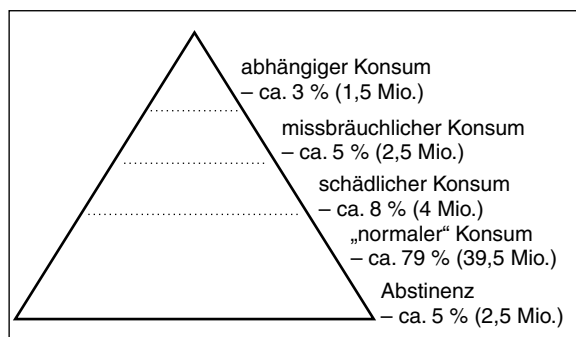 abhängiger Konsum
– ca. 3 % (1,5 Mio.)
missbräuchlicher Konsum
– ca. 5 % (2,5 Mio.)
schädlicher Konsum
– ca. 8 % (4 Mio.)
„normaler“ Konsum
– ca. 79 % (39,5 Mio.)
Abstinenz
– ca. 5 % (2,5 Mio.)